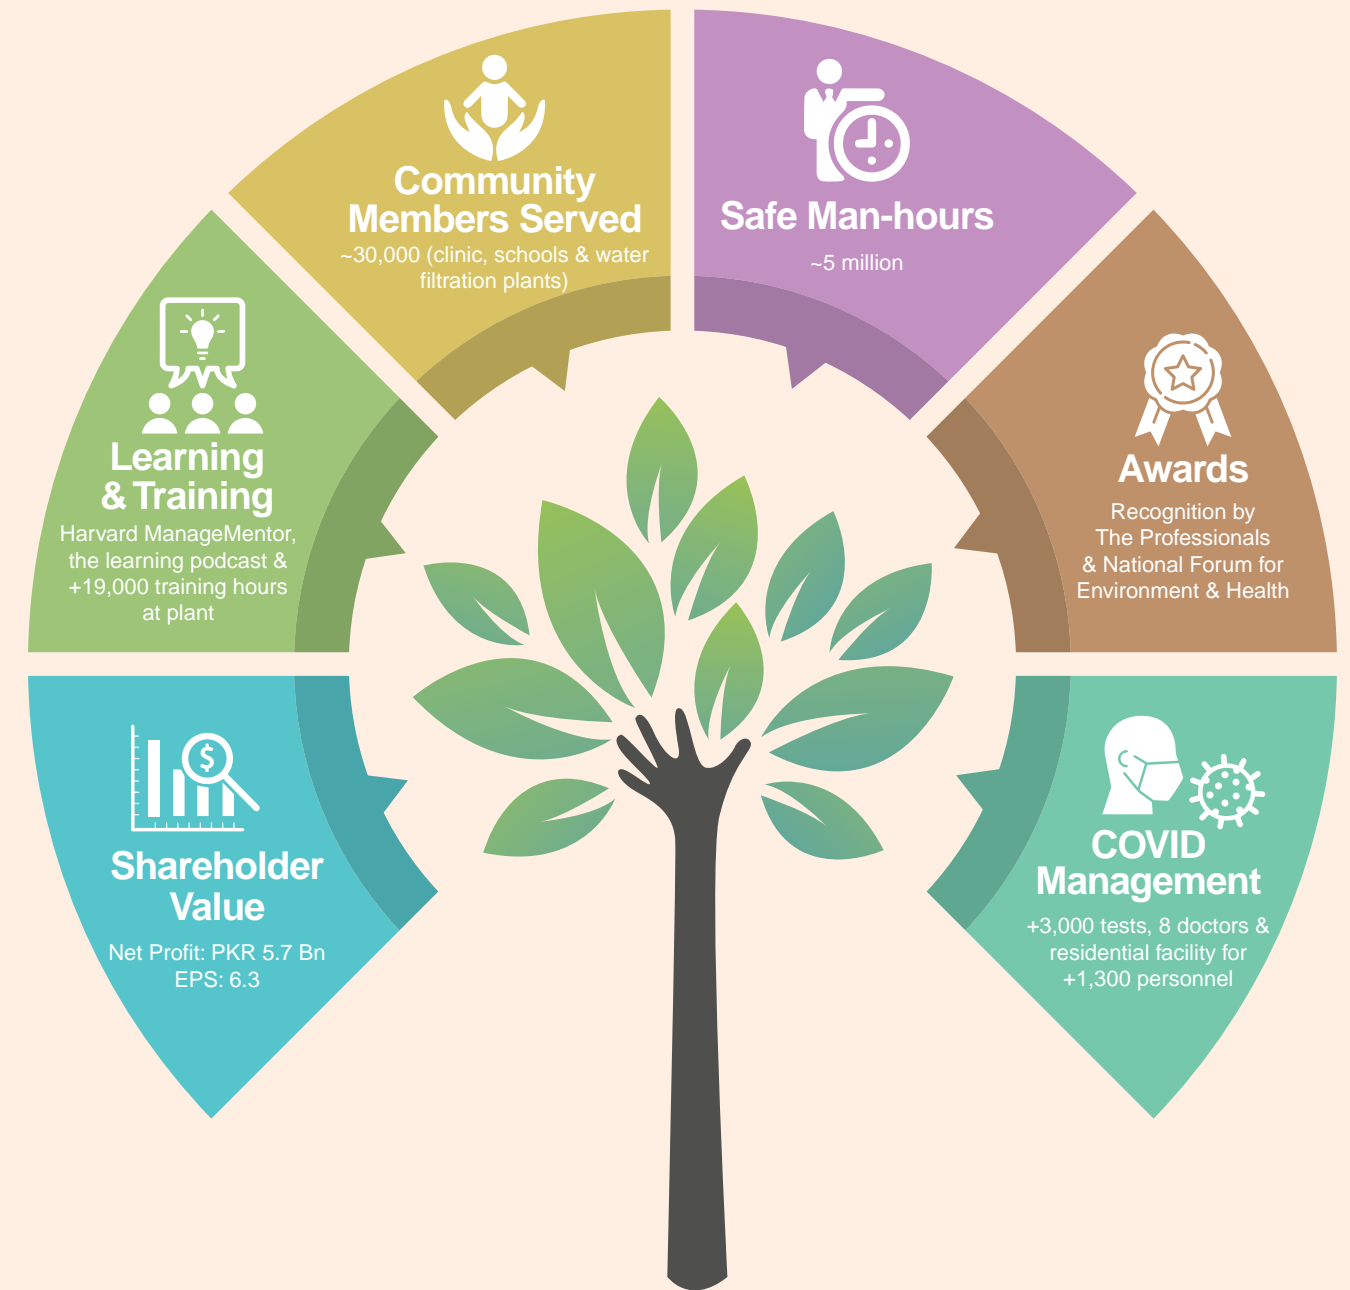 Community
Members Served
~30,000 (clinic, schools & water
filtration plants)
Safe Man-hours
~5 million
Learning
& Training
Harvard ManageMentor,
the learning podcast &
+19,000 training hours
at plant
Awards
Recognition by
The Professionals
& National Forum for
Environment & Health
Shareholder
Value
Net Profit: PKR 5.7 Bn
EPS: 6.3
COVID
Management
+3,000 tests, 8 doctors &
residential facility for
+1,300 personnel
$